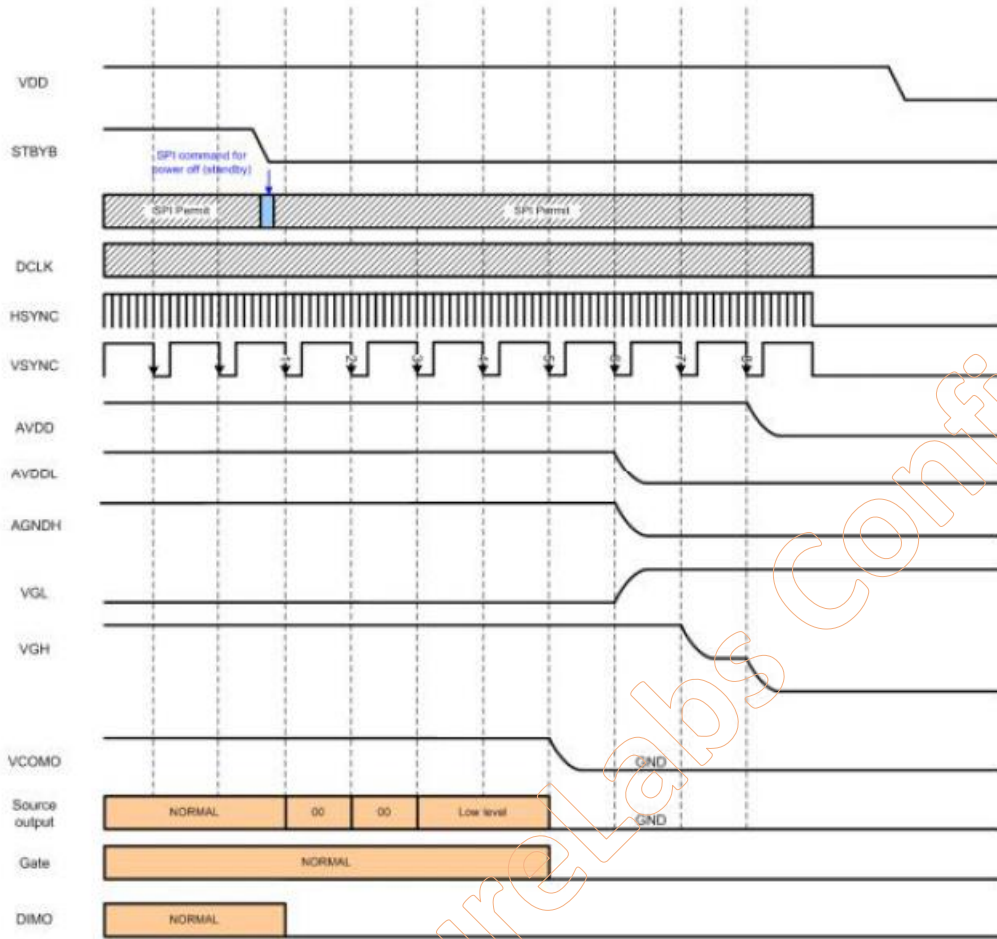 VDD
STBYB
SPI command for
power off (standby)
SPI Permit
SPI Permit
DCLK
HSYNC
VSYNC
1
2
3
4
5
6
7
8
AVDD
AVDDL
AGNDH
VGL
VGH
VCOMO
GND
Source
output
NORMAL
00
00
Low level
GND
Gate
NORMAL
DIMO
NORMAL
ureLabs Confi